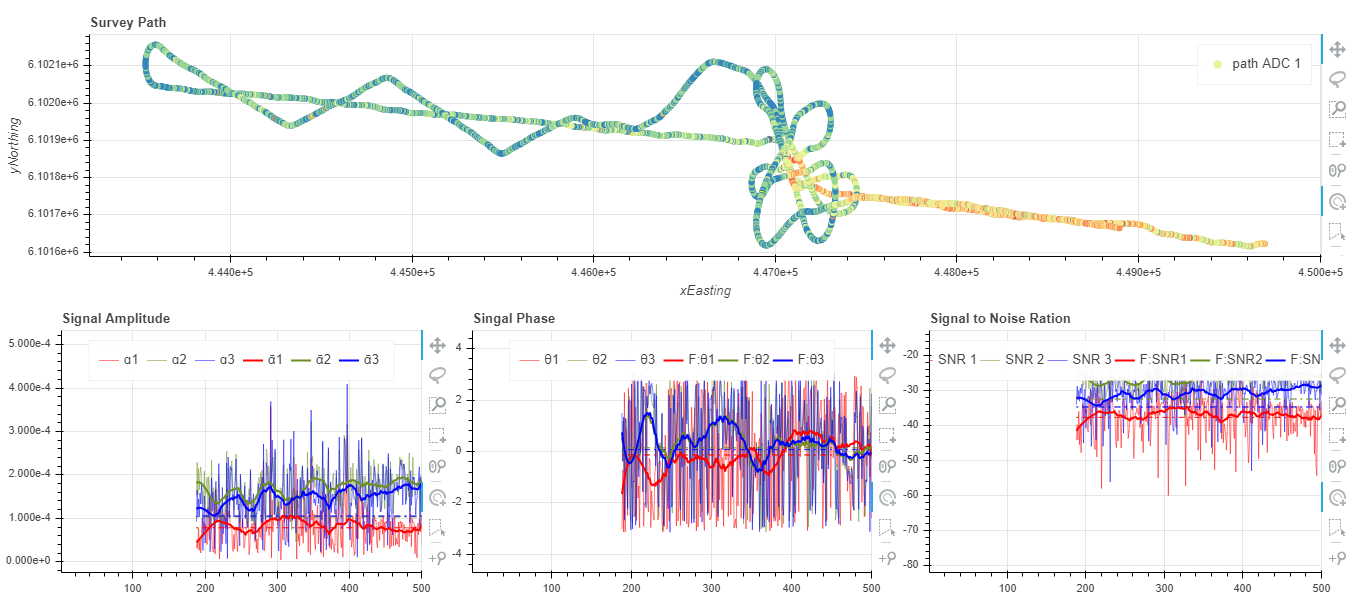 Survey Path
path ADC 1
yNorthing
6.1021e+6
6.1020e+6
6.1019e+6
6.1018e+6
6.1017e+6
6.1016e+6
4.440e+5 4.450e+5 4.460e+5 4.470e+5 4.480e+5 4.490e+5 4.500e+5
xEasting
Signal Amplitude
α1 α2 α3 ᾱ1 ᾱ2 ᾱ3
5.000e-4
4.000e-4
3.000e-4
2.000e-4
1.000e-4
0.000e+0
100 200 300 400 500
Singal Phase
θ1 θ2 θ3 F:θ1 F:θ2 F:θ3
4
2
0
-2
-4
100 200 300 400 500
Signal to Noise Ration
SNR 1 SNR 2 SNR 3 F:SNR1 F:SNR2 F:SN
-20
-30
-40
-50
-60
-70
-80
100 200 300 400 500